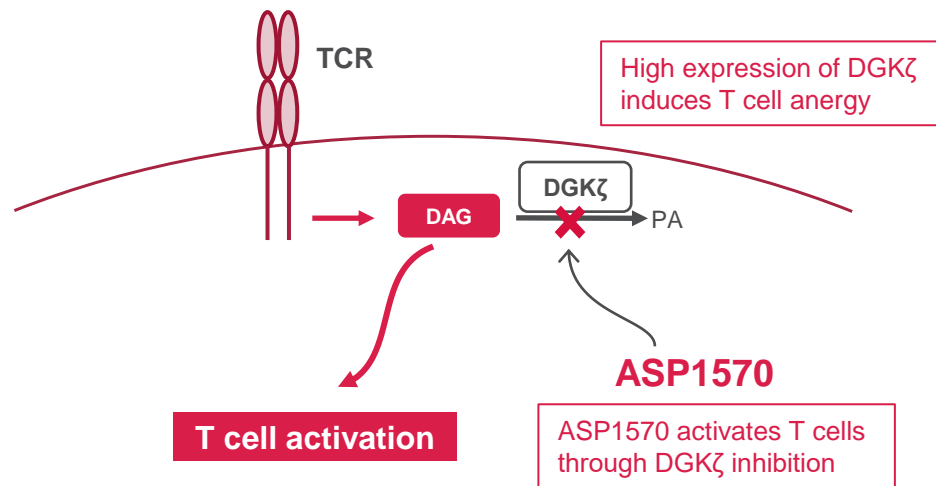 TCR
High expression of DGKζ
induces T cell anergy
DGKζ
DAG
PA
ASP1570
T cell activation
ASP1570 activates T cells
through DGKζ inhibition